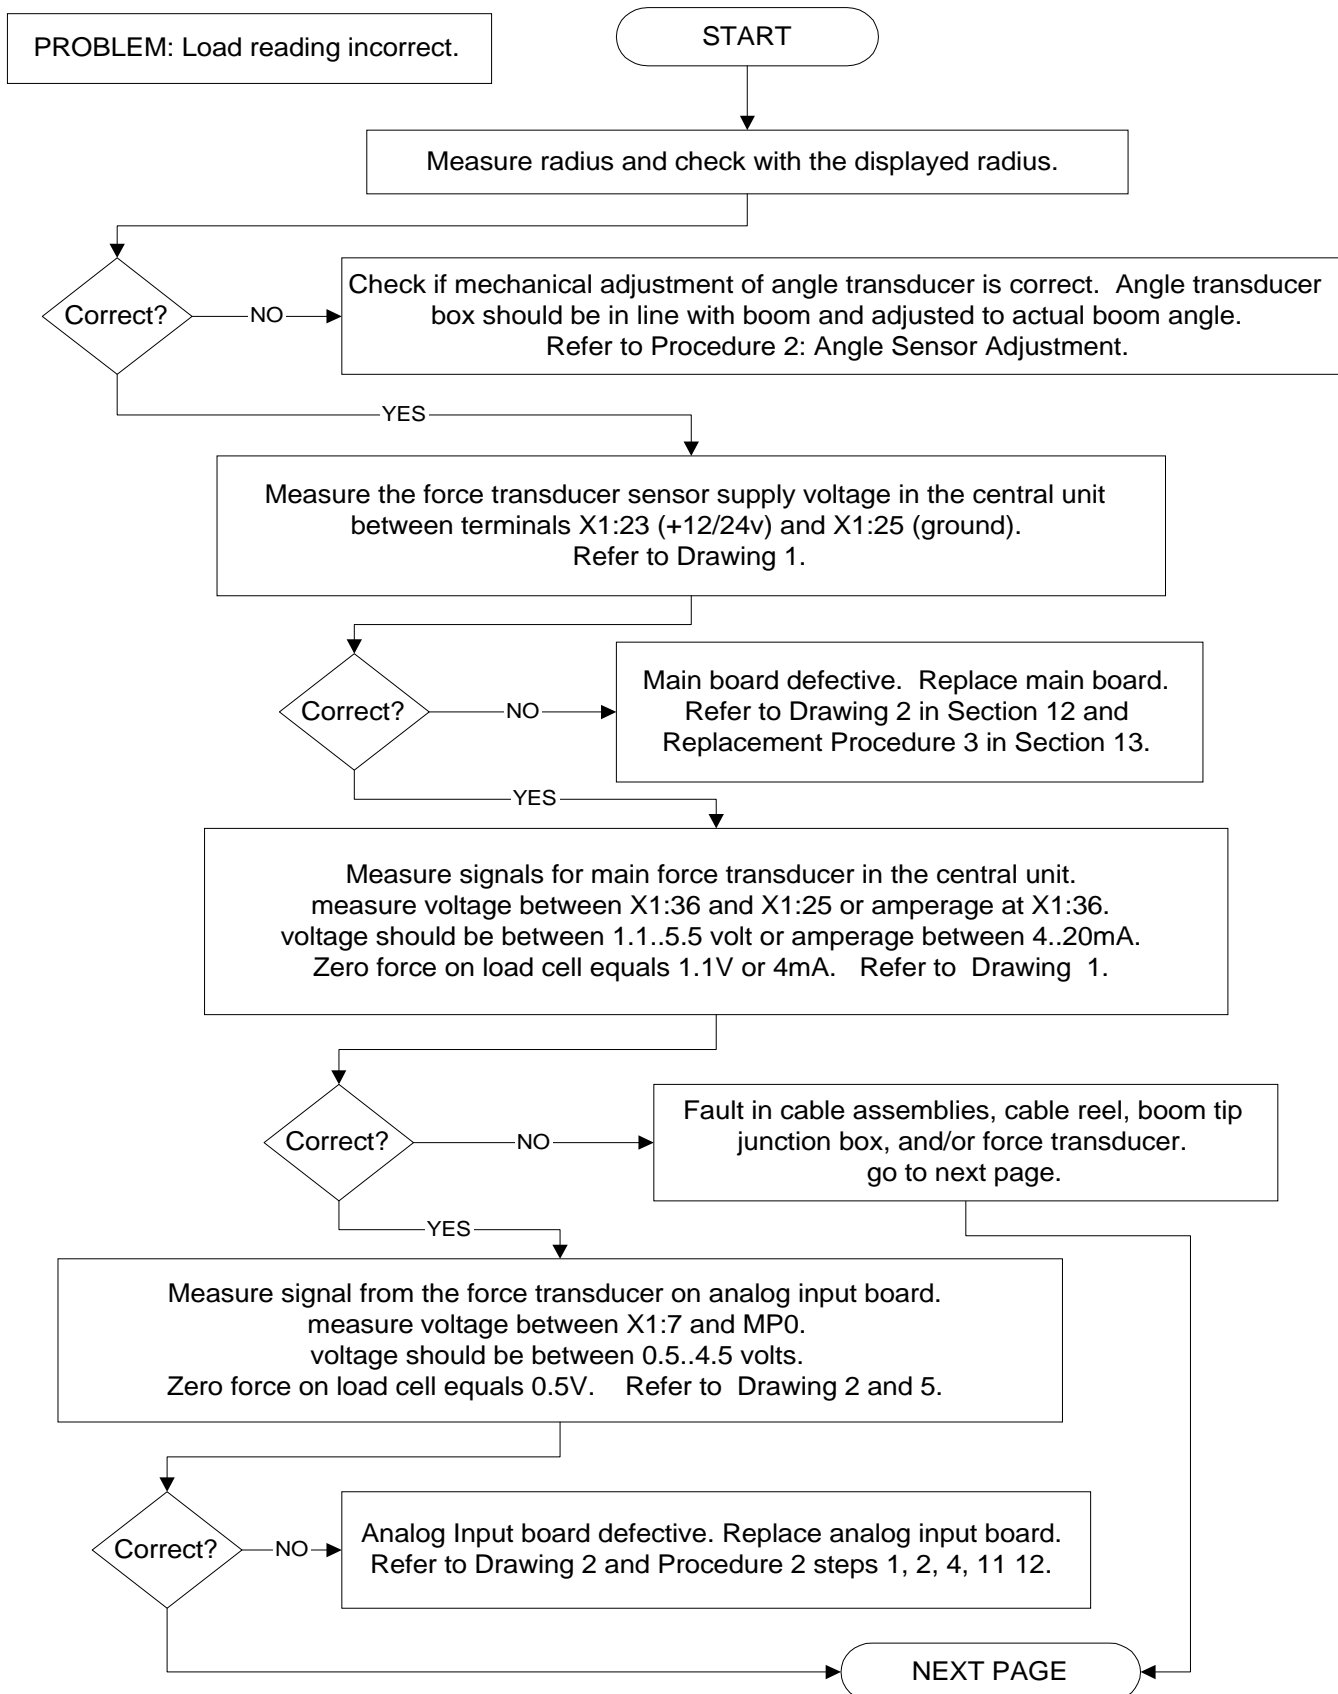 PROBLEM: Load reading incorrect.
START
Measure radius and check with the displayed radius.
Correct?
NO
Check if mechanical adjustment of angle transducer is correct.  Angle transducer
box should be in line with boom and adjusted to actual boom angle.
Refer to Procedure 2: Angle Sensor Adjustment.
YES
Measure the force transducer sensor supply voltage in the central unit
between terminals X1:23 (+12/24v) and X1:25 (ground).
Refer to Drawing 1.
Correct?
NO
Main board defective.  Replace main board.
Refer to Drawing 2 in Section 12 and
Replacement Procedure 3 in Section 13.
YES
Measure signals for main force transducer in the central unit.
measure voltage between X1:36 and X1:25 or amperage at X1:36.
voltage should be between 1.1..5.5 volt or amperage between 4..20mA.
Zero force on load cell equals 1.1V or 4mA.   Refer to  Drawing  1.
Correct?
NO
Fault in cable assemblies, cable reel, boom tip
junction box, and/or force transducer.
go to next page.
YES
Measure signal from the force transducer on analog input board.
measure voltage between X1:7 and MP0.
voltage should be between 0.5..4.5 volts.
Zero force on load cell equals 0.5V.    Refer to  Drawing 2 and 5.
Correct?
NO
Analog Input board defective. Replace analog input board.
Refer to Drawing 2 and Procedure 2 steps 1, 2, 4, 11 12.
NEXT PAGE